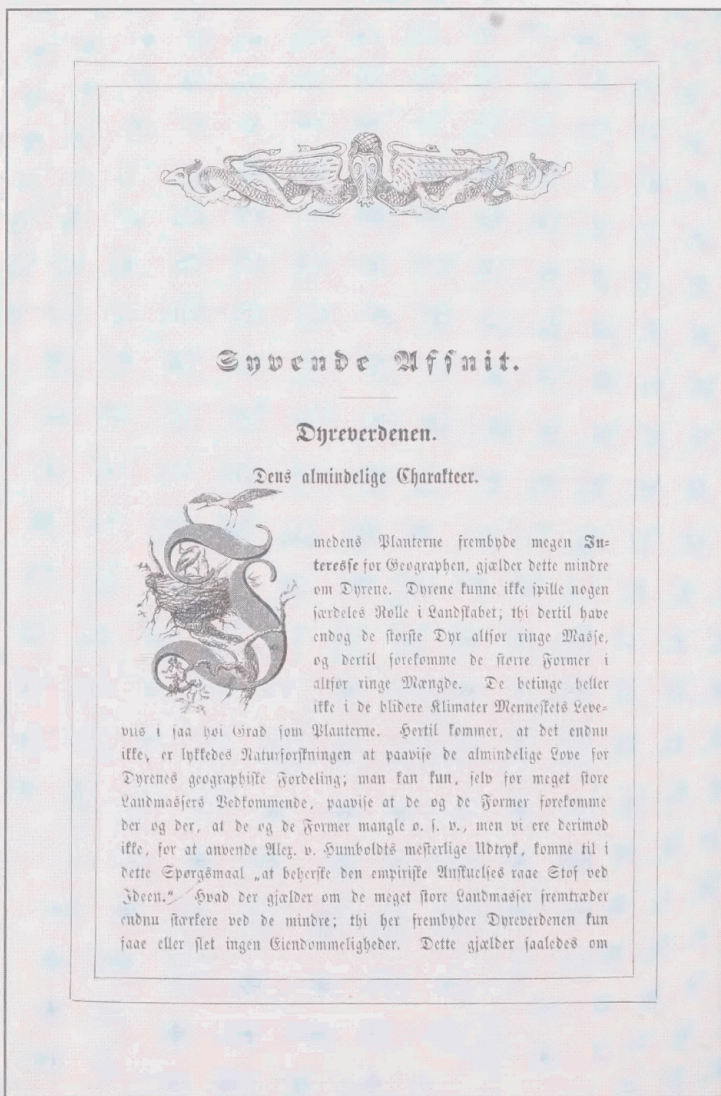 Syvende Afsnit.
Dyreverdenen.
Dens almindelige Charakteer.
Imedens Planterne frembyde megen In-
teresse for Geographen, gjælder dette mindre
om Dyrene. Dyrene kunne ikke spille nogen
særdeles Rolle i Landskabet; thi dertil have
endog de største Dyr altfor ringe Masse,
og dertil forekomme de større Former i
altfor ringe Mængde. De betinge heller
ikke i de blidere Klimater Menneskets Leve-
viis i saa høi Grad som Planterne. Hertil kommer, at det endnu
ikke, er lykkedes Naturforskningen at paavise de almindelige Love for
Dyrenes geographiske Fordeling; man kan kun, selv for meget store
Landmassers Vedkommende, paavise at de og de Former forekomme
der og der, at de og de Former mangle o. s. v., men vi ere derimod
ikke, for at anvende Alex. v. Humboldts mesterlige Udtryk, komne til i
dette Spørgsmaal „at beherske den empiriske Anskuelses raae Stof ved
Ideen.“ Hvad der gjælder om de meget store Landmasser fremtræder
endnu stærkere ved de mindre; thi her frembyder Dyreverdenen kun
faae eller slet ingen Eiendommeligheder. Dette gjælder saaledes om